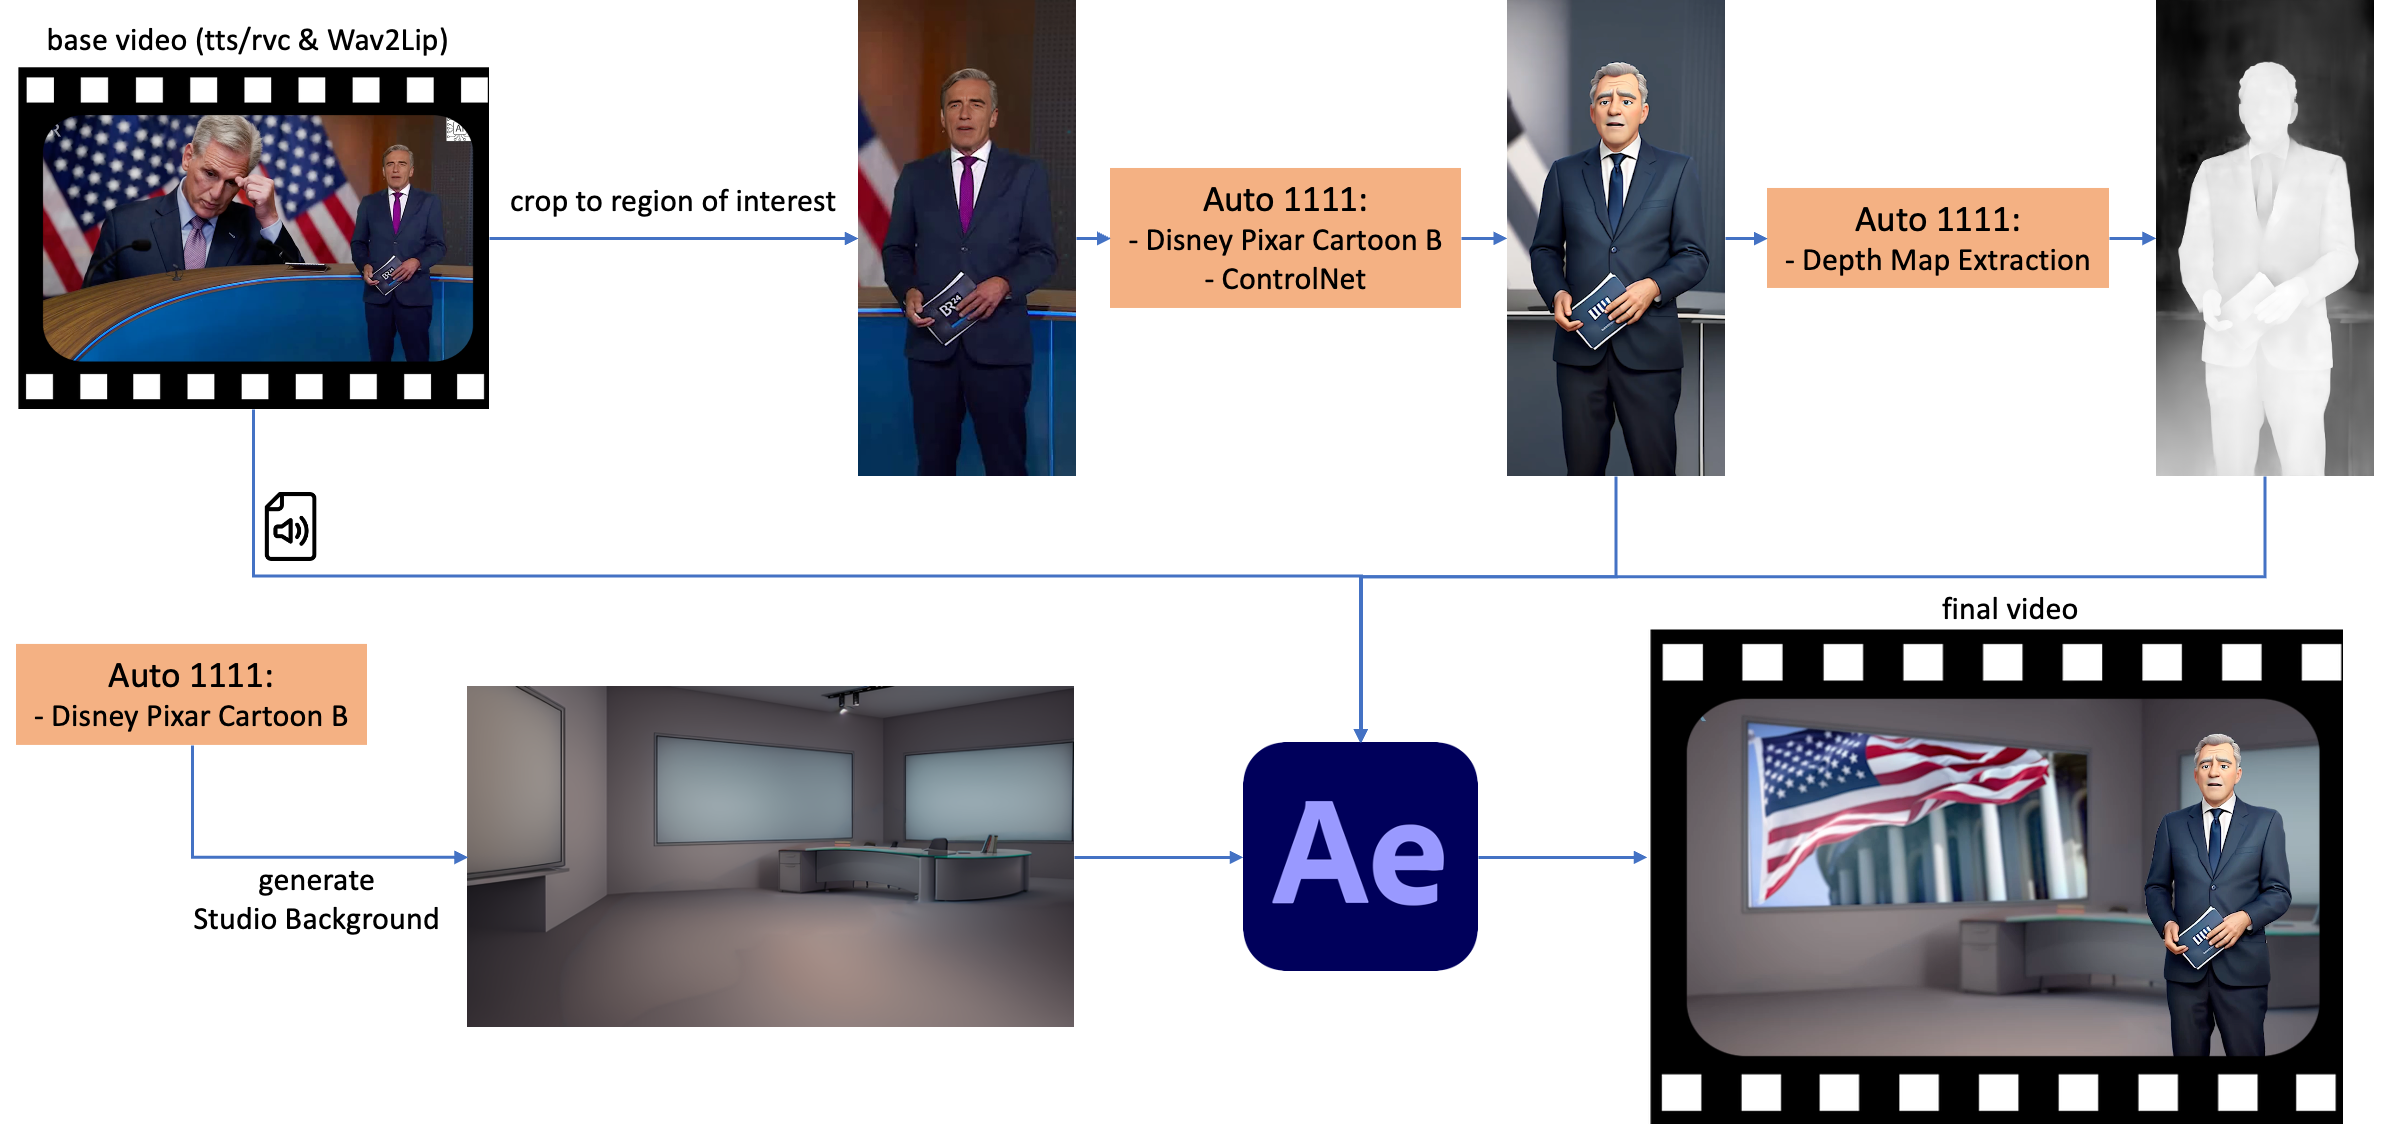 base video (tts/rvc & Wav2Lip)
crop to region of interest
BR24
Auto 1111:
- Disney Pixar Cartoon B
- ControlNet
Auto 1111:
- Depth Map Extraction
final video
Auto 1111:
- Disney Pixar Cartoon B
generate
Studio Background
Ae